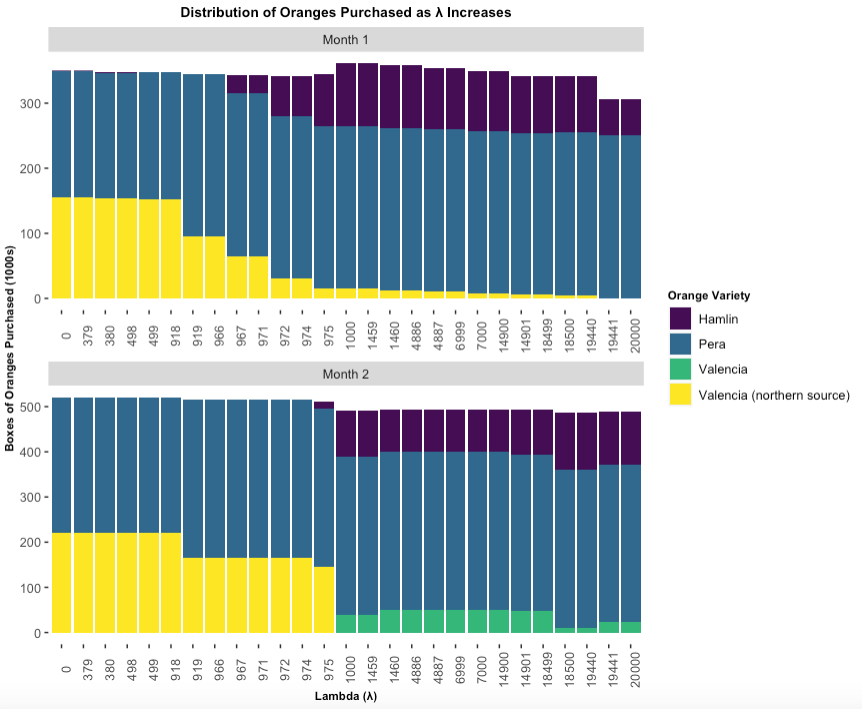 Distribution of Oranges Purchased as λ Increases
Month 1
300
200
100
0
0 379 380 498 499 918 919 966 967 971 972 974 975 1000 1459 1460 4886 4887 6999 7000 14900 14901 18499 18500 19440 19441 20000
Boxes of Oranges Purchased (1000s)
Month 2
500
400
300
200
100
0
0 379 380 498 499 918 919 966 967 971 972 974 975 1000 1459 1460 4886 4887 6999 7000 14900 14901 18499 18500 19440 19441 20000
Lambda (λ)
Orange Variety
Hamlin
Pera
Valencia
Valencia (northern source)